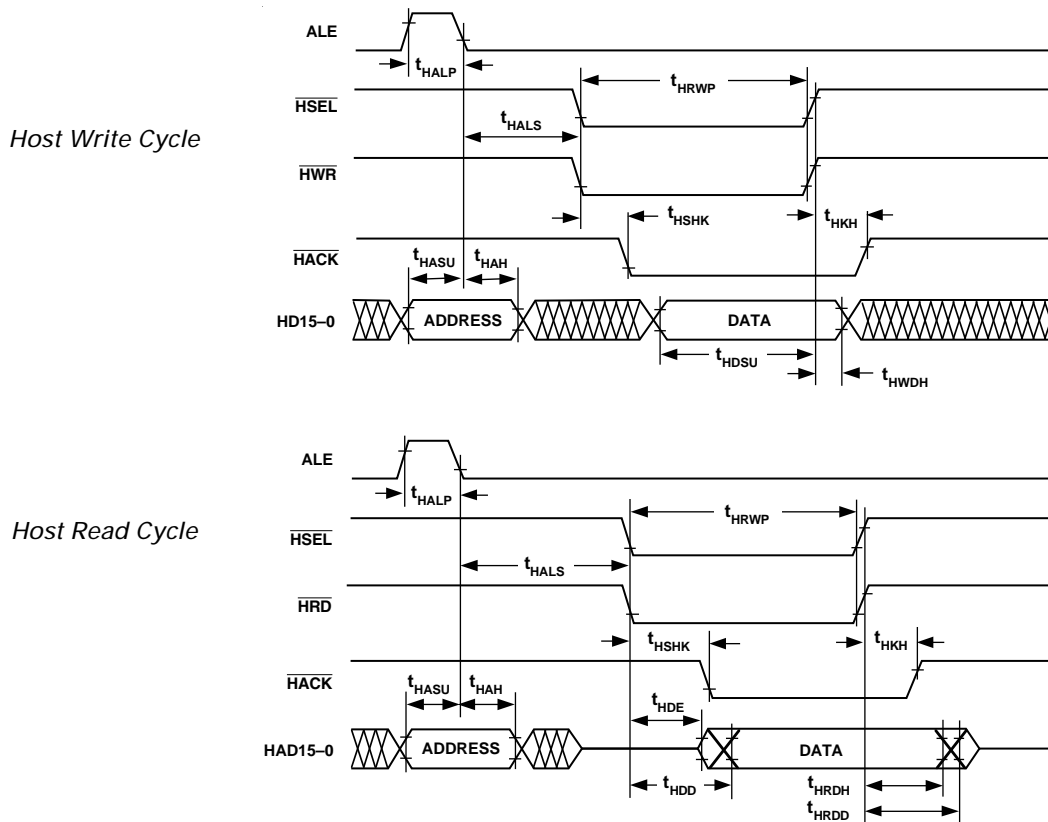 Host Write Cycle
ALE
tHALP
HSEL
tHRWP
tHALS
HWR
tHSHK
tHKH
HACK
tHASU
tHAH
HD15–0
ADDRESS
DATA
tHDSU
tHWDH
Host Read Cycle
ALE
tHALP
HSEL
tHRWP
tHALS
HRD
tHSHK
tHKH
HACK
tHASU
tHAH
tHDE
HAD15–0
ADDRESS
DATA
tHDD
tHRDH
tHRDD